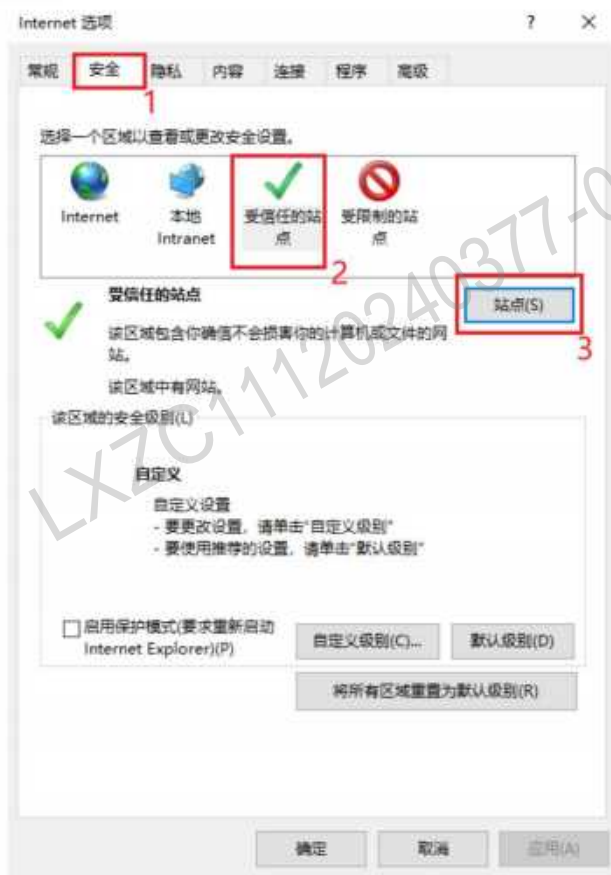 Internet 选项
? ×
常规 安全 隐私 内容 连接 程序 高级
1
选择一个区域以查看或更改安全设置。
Internet
本地
Intranet
受信任的站
点
受限制的站
点
2
受信任的站点
站点(S)
3
该区域包含你确信不会损害你的计算机或文件的网
站。
该区域中有网站。
该区域的安全级别(L)
自定义
自定义设置
- 要更改设置，请单击"自定义级别"
- 要使用推荐的设置，请单击"默认级别"
启用保护模式(要求重新启动
Internet Explorer)(P)
自定义级别(C)... 默认级别(D)
将所有区域重置为默认级别(R)
确定 取消 应用(A)
LXZC11120240377-0